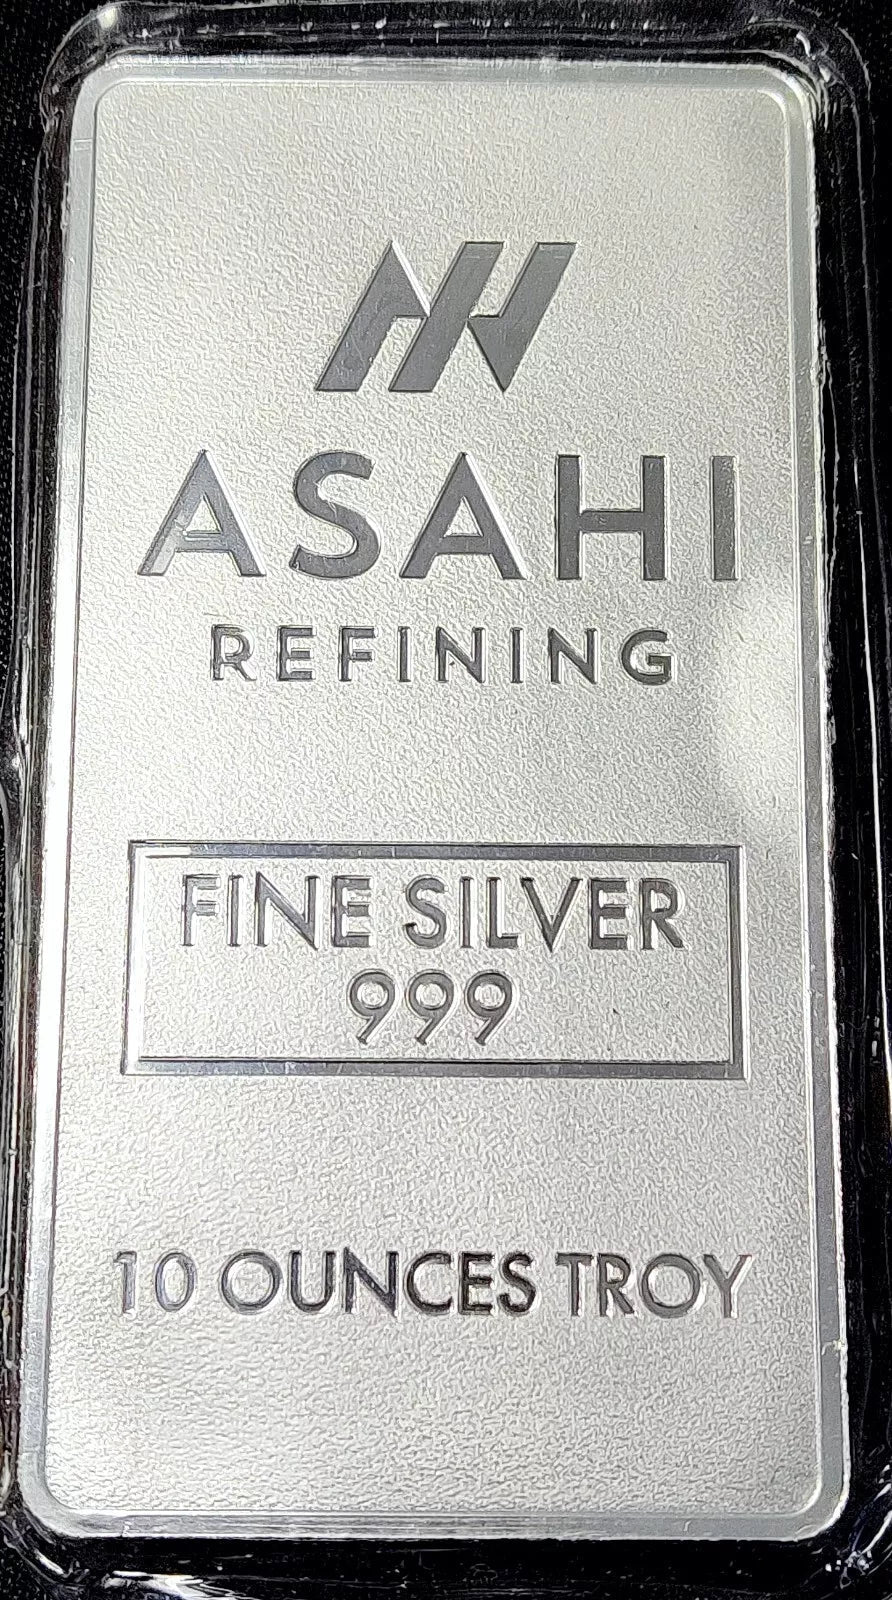 ASAHI
REFINING
FINE SILVER
999
10 OUNCES TROY